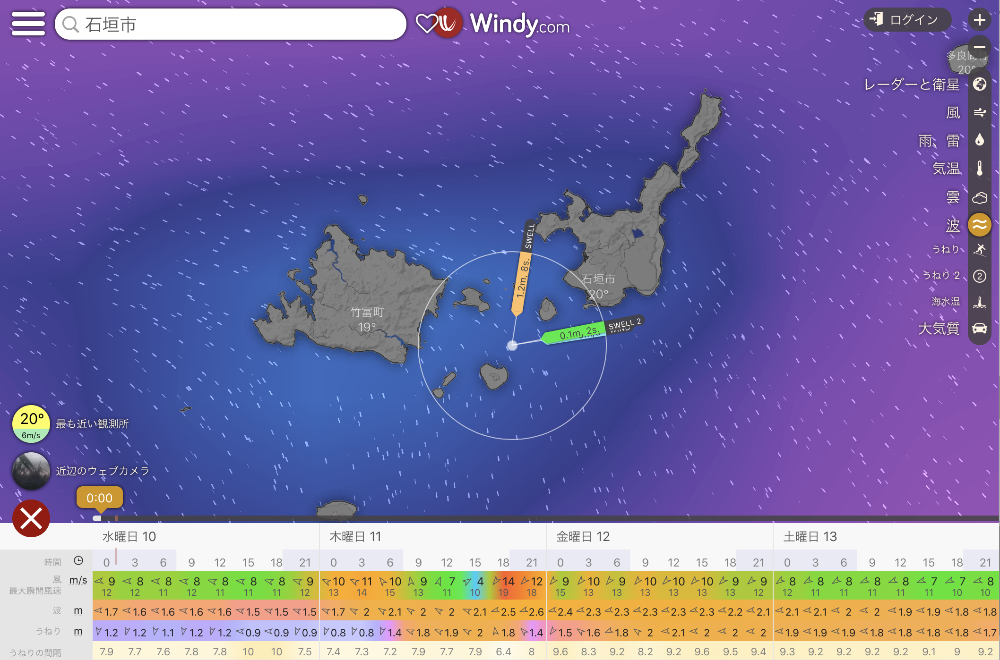 石垣市
Windy.com
ログイン
多良間村
20°
レーダーと衛星
風
雨、雷
気温
雲
波
うねり
うねり 2
2
海水温
大気質
SWELL
1.2m, 8s.
石垣市
20°
竹富町
19°
0.1m, 2s.
SWELL 2
WIND
20°
6m/s
最も近い観測所
近辺のウェブカメラ
0:00
水曜日 10 木曜日 11 金曜日 12 土曜日 13
時間 0 3 6 9 12 15 18 21 0 3 6 9 12 15 18 21 0 3 6 9 12 15 18 21 0 3 6 9 12 15 18 21
風 m/s 9 8 8 8 8 8 8 9 10 11 10 9 7 4 14 12 9 10 9 10 10 10 9 9 8 8 8 8 8 7 7 8
最大瞬間風速 12 12 11 12 11 11 11 12 13 14 15 13 11 10 19 18 15 13 13 13 13 13 13 12 12 11 11 11 11 11 10 10
波 m 1.7 1.6 1.6 1.6 1.6 1.5 1.5 1.5 1.7 2 2.1 2 2 2.1 2.5 2.6 2.4 2.3 2.3 2.3 2.3 2.3 2.2 2.1 2.1 2.1 2 2 1.9 1.9 1.8 1.8
うねり m 1.2 1.2 1.1 1.2 1.2 0.9 0.9 0.9 0.8 0.8 1.4 1.8 1.9 2 1.8 1.4 1.5 1.6 1.8 2 2.1 2 2 2 1.9 1.9 1.9 1.8 1.8 1.8 1.8 1.7
うねりの間隔 7.9 7.7 7.6 7.8 7.8 10 10 7.5 7.4 7.3 7.2 7.9 7.7 7.9 6.4 8 9.6 8.3 9.2 8.2 9.2 9.6 9.5 9.4 9.3 9.2 9.2 9.2 9.2 9.1 9 9.2